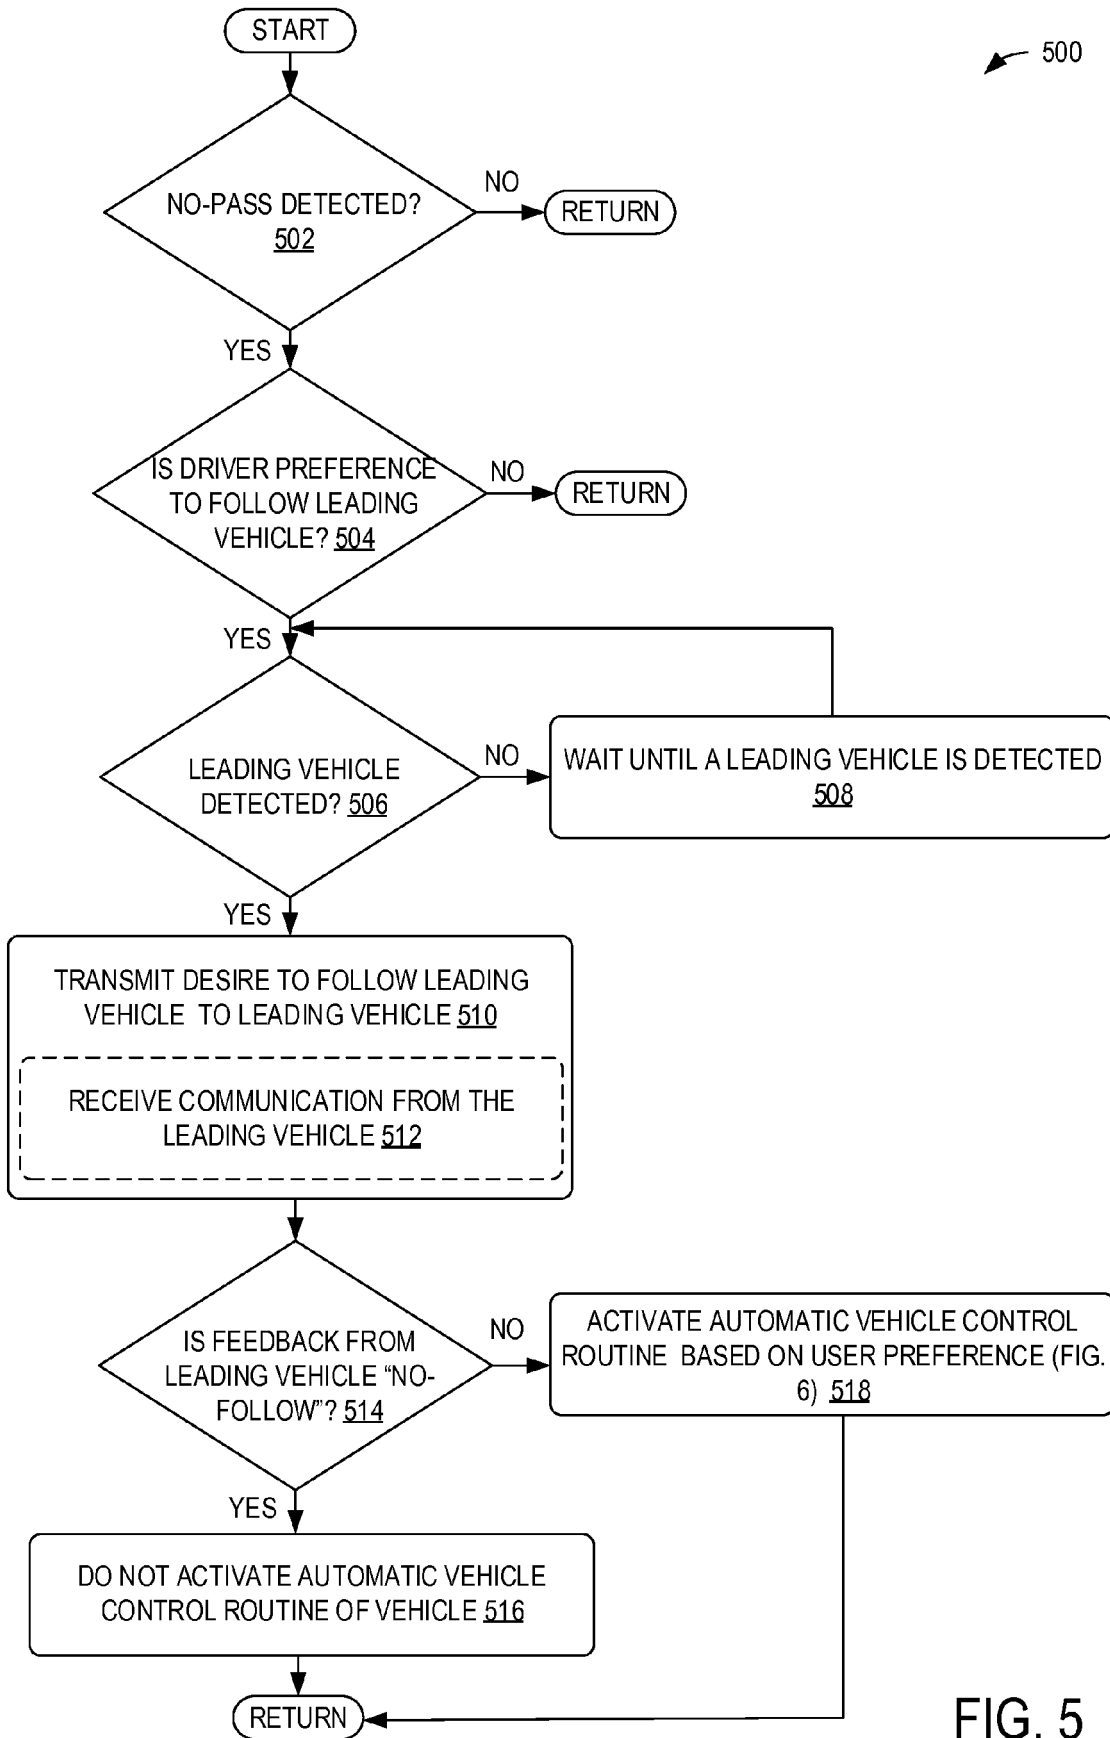 START
500
NO-PASS DETECTED?
502
NO
RETURN
YES
IS DRIVER PREFERENCE
TO FOLLOW LEADING
VEHICLE? 504
NO
RETURN
YES
LEADING VEHICLE
DETECTED? 506
NO
WAIT UNTIL A LEADING VEHICLE IS DETECTED
508
YES
TRANSMIT DESIRE TO FOLLOW LEADING
VEHICLE TO LEADING VEHICLE 510
RECEIVE COMMUNICATION FROM THE
LEADING VEHICLE 512
IS FEEDBACK FROM
LEADING VEHICLE “NO-
FOLLOW”? 514
NO
ACTIVATE AUTOMATIC VEHICLE CONTROL
ROUTINE BASED ON USER PREFERENCE (FIG.
6) 518
YES
DO NOT ACTIVATE AUTOMATIC VEHICLE
CONTROL ROUTINE OF VEHICLE 516
RETURN
FIG. 5